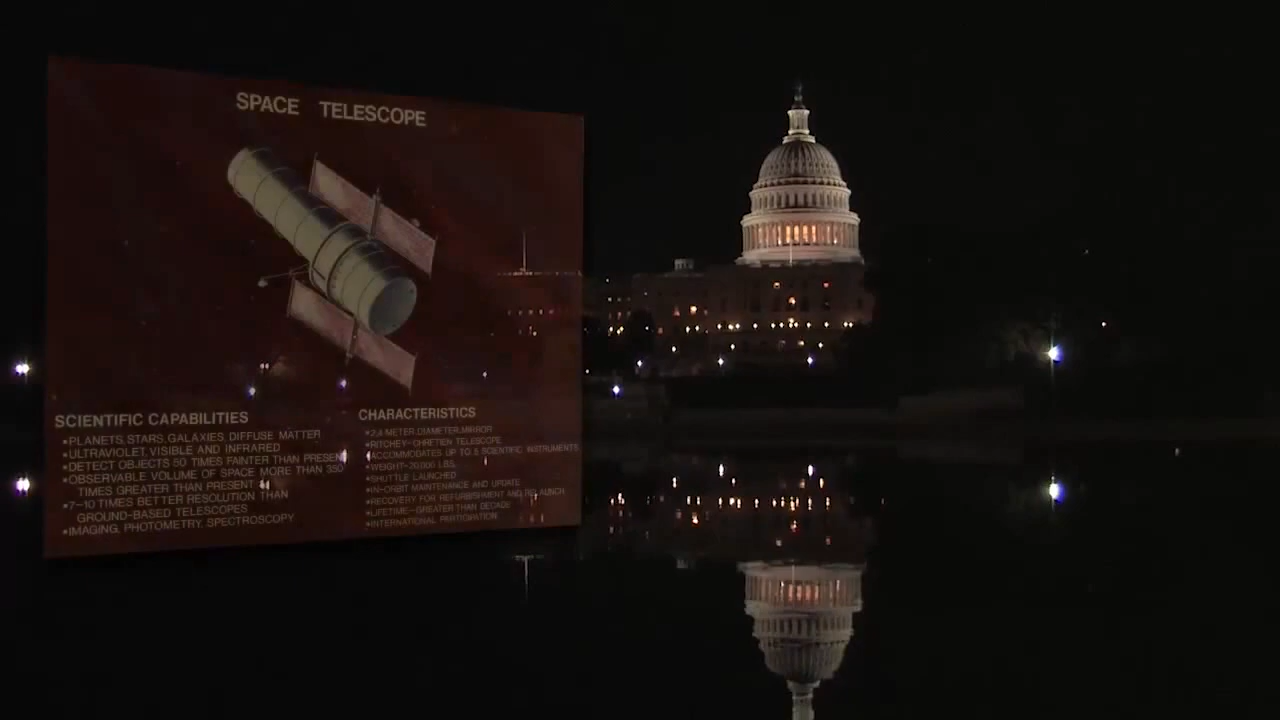 SPACE TELESCOPE
SCIENTIFIC CAPABILITIES
▪PLANETS, STARS, GALAXIES, DIFFUSE MATTER
▪ULTRAVIOLET, VISIBLE AND INFRARED
▪DETECT OBJECTS 50 TIMES FAINTER THAN PRESENT
▪OBSERVABLE VOLUME OF SPACE MORE THAN 350
TIMES GREATER THAN PRESENT
▪7-10 TIMES BETTER RESOLUTION THAN
GROUND-BASED TELESCOPES
▪IMAGING, PHOTOMETRY, SPECTROSCOPY
CHARACTERISTICS
▪2.4 METER DIAMETER MIRROR
▪RITCHEY-CHRETIEN TELESCOPE
▪ACCOMMODATES UP TO 5 SCIENTIFIC INSTRUMENTS
▪WEIGHT-20,000 LBS.
▪SHUTTLE LAUNCHED
▪IN-ORBIT MAINTENANCE AND UPDATE
▪RECOVERY FOR REFURBISHMENT AND RELAUNCH
▪LIFETIME-GREATER THAN DECADE
▪INTERNATIONAL PARTICIPATION